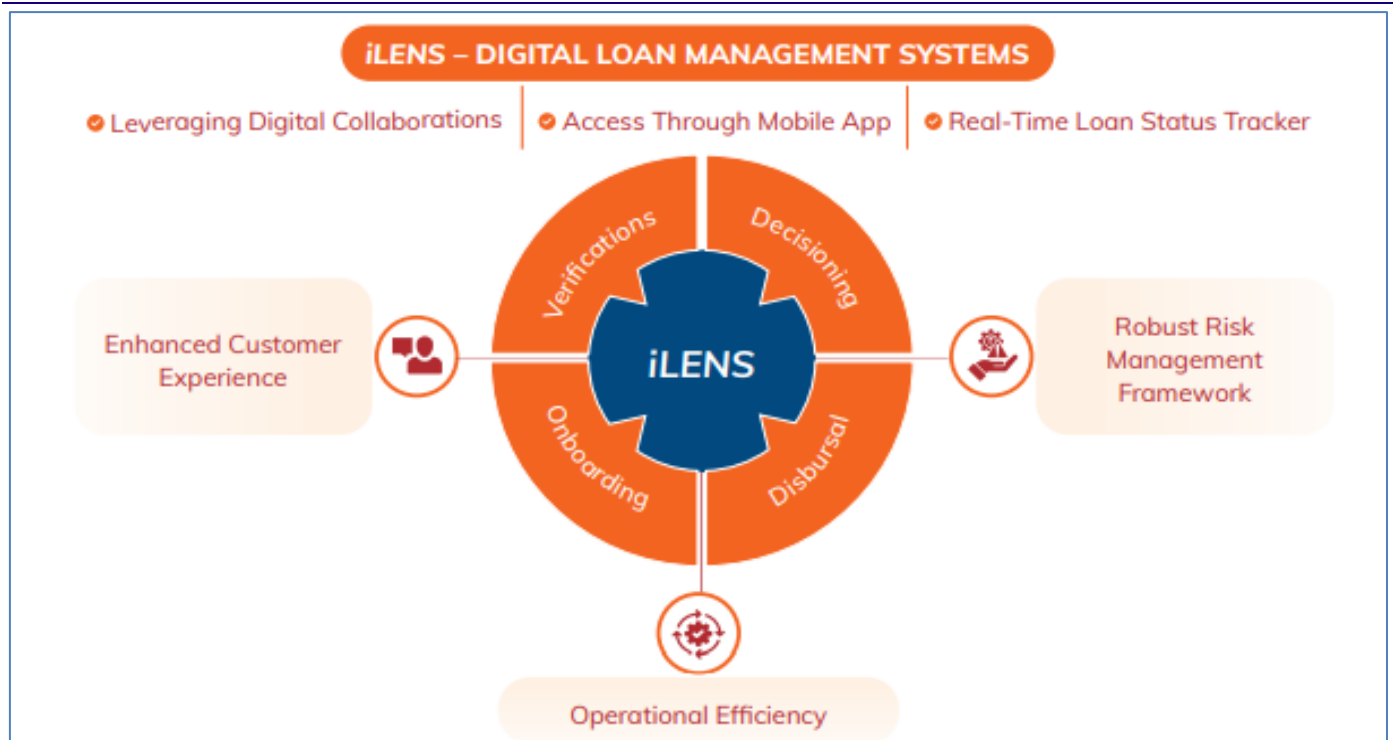 iLENS – DIGITAL LOAN MANAGEMENT SYSTEMS
Leveraging Digital Collaborations
Access Through Mobile App
Real-Time Loan Status Tracker
Verifications
Decisioning
Enhanced Customer
Experience
iLENS
Robust Risk
Management
Framework
Onboarding
Disbursal
Operational Efficiency